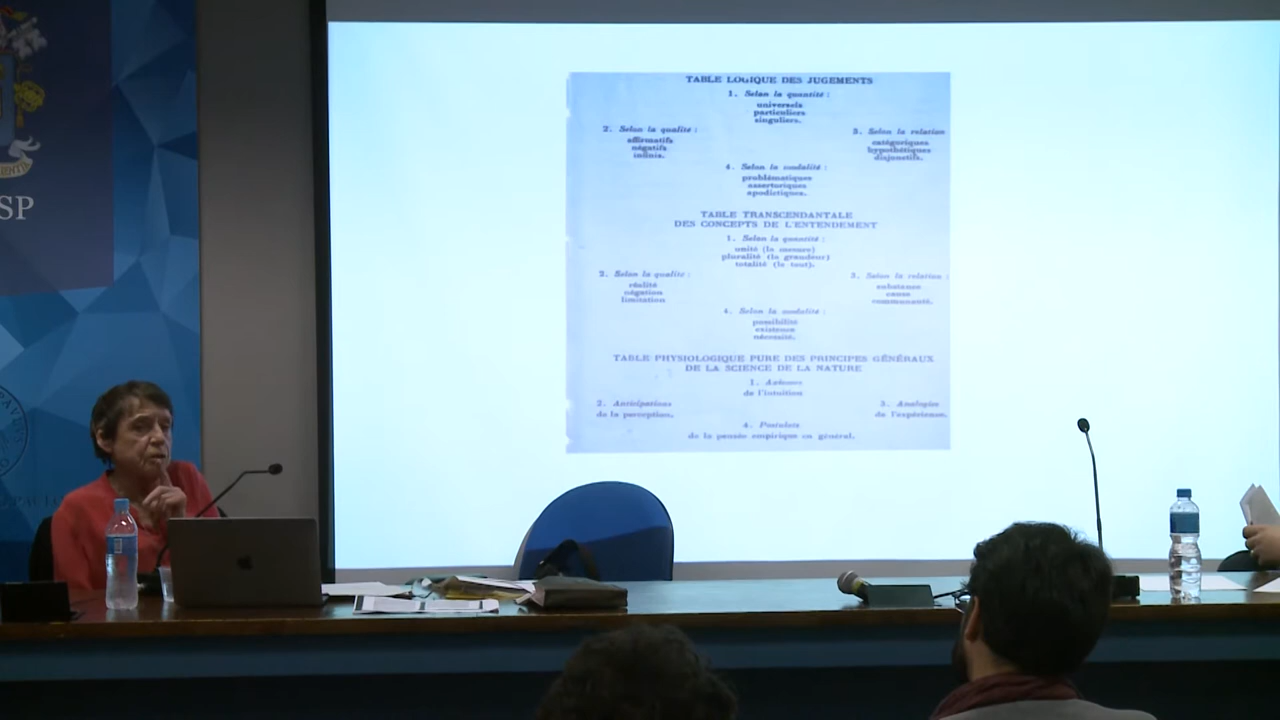 TABLE LOGIQUE DES JUGEMENTS
1. Selon la quantité :
universels
particuliers
singuliers.
2. Selon la qualité :
affirmatifs
négatifs
infinis.
3. Selon la relation
catégoriques
hypothétiques
disjonctifs.
4. Selon la modalité :
problématiques
assertoriques
apodictiques.
TABLE TRANSCENDANTALE
DES CONCEPTS DE L'ENTENDEMENT
1. Selon la quantité :
unité (la mesure)
pluralité (la grandeur)
totalité (le tout).
2. Selon la qualité :
réalité
négation
limitation
3. Selon la relation :
substance
cause
communauté.
4. Selon la modalité :
possibilité
existence
nécessité.
TABLE PHYSIOLOGIQUE PURE DES PRINCIPES GÉNÉRAUX
DE LA SCIENCE DE LA NATURE
1. Axiomes
de l'intuition
2. Anticipations
de la perception.
3. Analogies
de l'expérience.
4. Postulats
de la pensée empirique en général.
SP